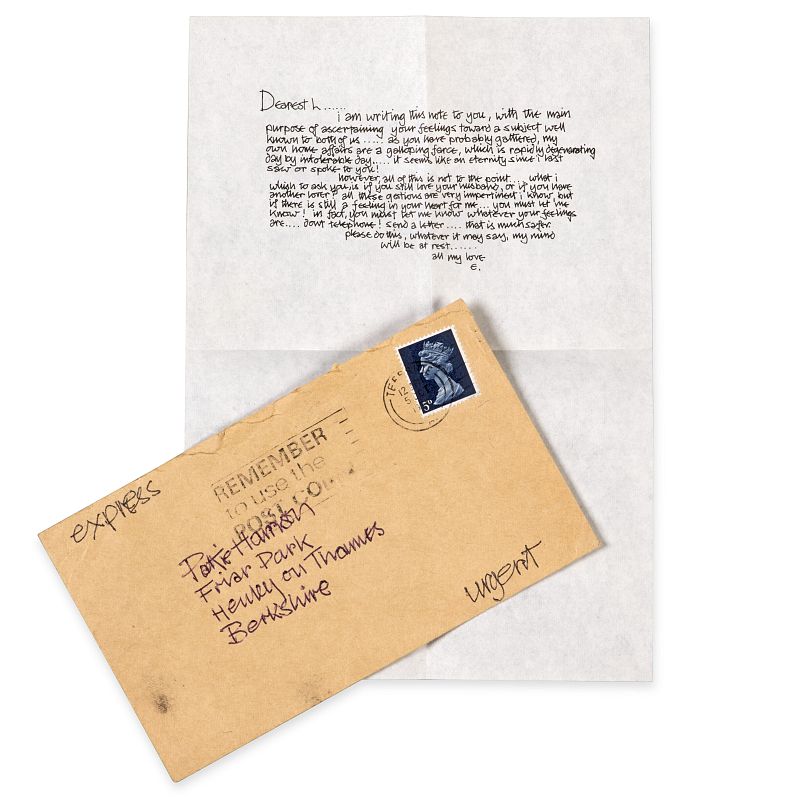 Dearest L......
i am writing this note to you, with the main
purpose of ascertaining your feelings toward a subject well
known to both of us ..... as you have probably gathered, my
own home affairs are a galloping farce, which is rapidly degenerating
day by intolerable day..... it seems like an eternity since i last
saw or spoke to you!
however, all of this is not to the point.... what i
wish to ask you, is if you still love your husband, or if you have
another lover? all these qestions are very impertinent i know, but
if there is still a feeling in your heart for me... you must let me
know! in fact, you must let me know whatever your feelings
are.... dont telephone! send a letter.... that is much safer.
please do this, whatever it may say, my mind
will be at rest......
all my love
e.
5D
REMEMBER
to use the
POST
express
Pattie Harrison
Friar Park
Henley on Thames
Berkshire
urgent